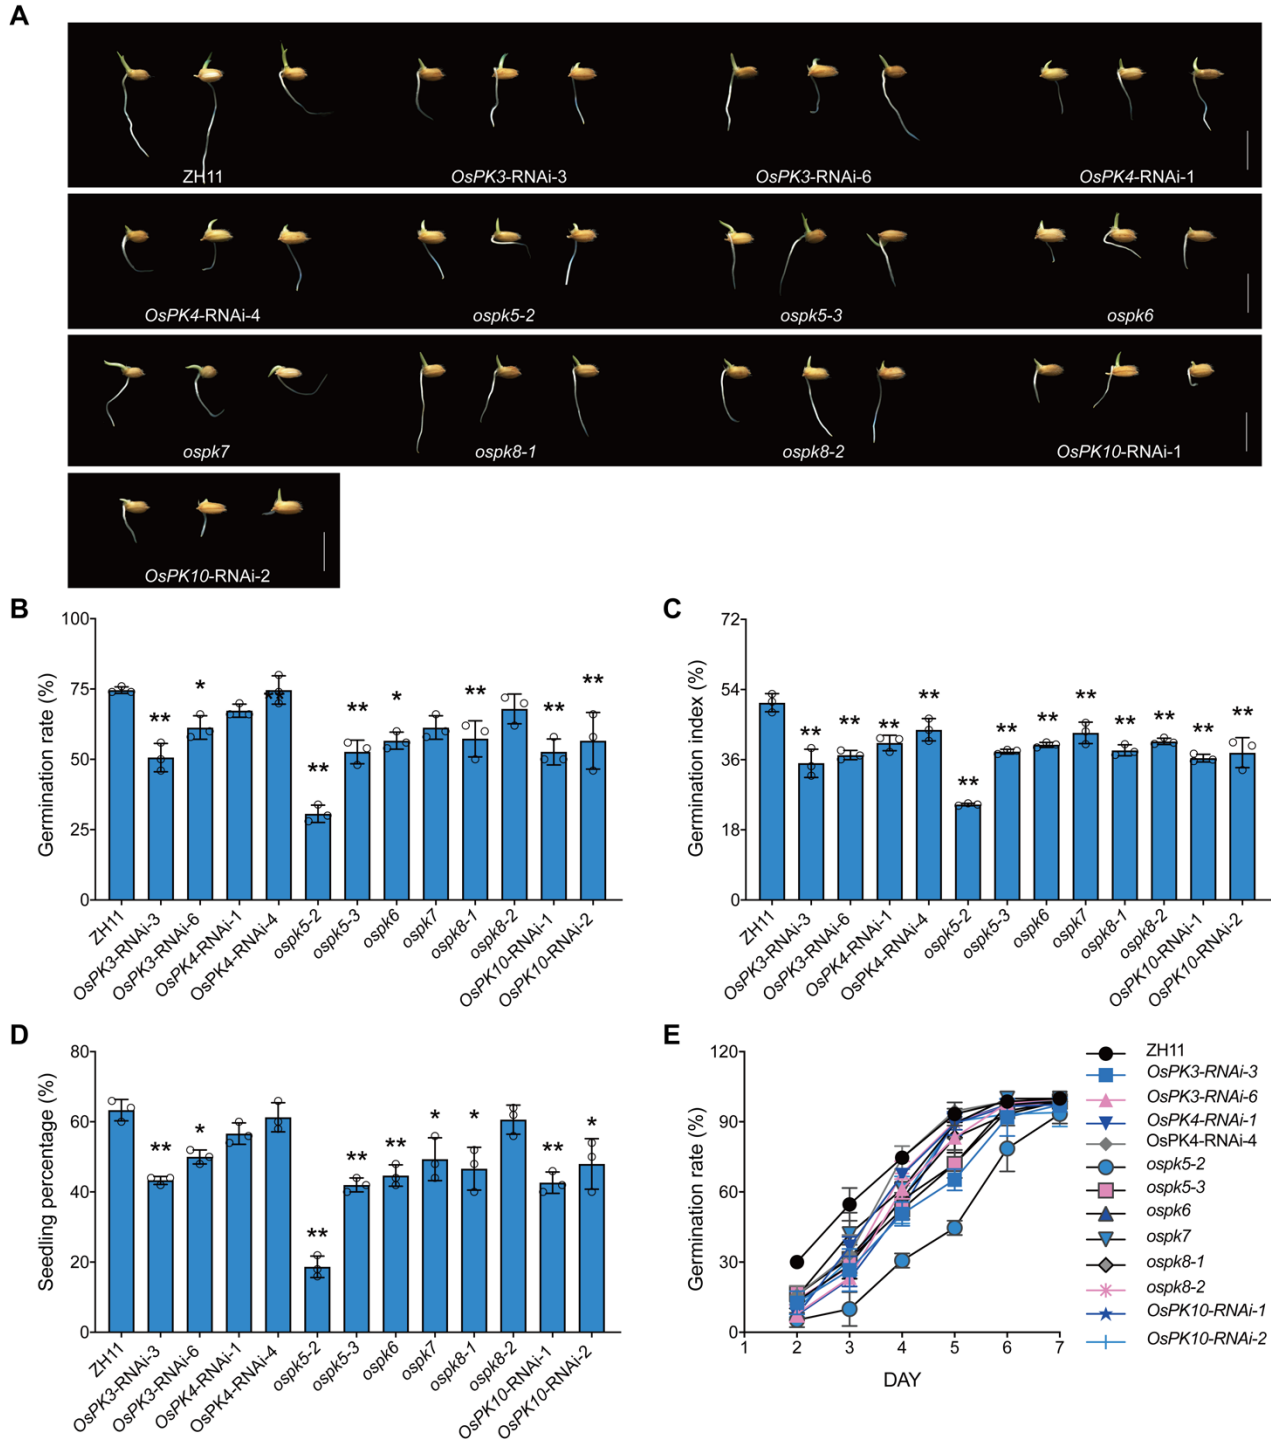 A
ZH11 OsPK3-RNAi-3 OsPK3-RNAi-6 OsPK4-RNAi-1
OsPK4-RNAi-4 ospk5-2 ospk5-3 ospk6
ospk7 ospk8-1 ospk8-2 OsPK10-RNAi-1
OsPK10-RNAi-2
B
Germination rate (%)
100
75
50
25
0
** * ** ** ** * ** ** **
ZH11 OsPK3-RNAi-3 OsPK3-RNAi-6 OsPK4-RNAi-1 OsPK4-RNAi-4 ospk5-2 ospk5-3 ospk6 ospk7 ospk8-1 ospk8-2 OsPK10-RNAi-1 OsPK10-RNAi-2
C
Germination index (%)
72
54
36
18
0
** ** ** ** ** ** ** ** ** ** ** **
ZH11 OsPK3-RNAi-3 OsPK3-RNAi-6 OsPK4-RNAi-1 OsPK4-RNAi-4 ospk5-2 ospk5-3 ospk6 ospk7 ospk8-1 ospk8-2 OsPK10-RNAi-1 OsPK10-RNAi-2
D
Seedling percentage (%)
80
60
40
20
0
** * ** ** ** * * ** *
ZH11 OsPK3-RNAi-3 OsPK3-RNAi-6 OsPK4-RNAi-1 OsPK4-RNAi-4 ospk5-2 ospk5-3 ospk6 ospk7 ospk8-1 ospk8-2 OsPK10-RNAi-1 OsPK10-RNAi-2
E
Germination rate (%)
120
90
60
30
0
1 2 3 4 5 6 7
DAY
ZH11
OsPK3-RNAi-3
OsPK3-RNAi-6
OsPK4-RNAi-1
OsPK4-RNAi-4
ospk5-2
ospk5-3
ospk6
ospk7
ospk8-1
ospk8-2
OsPK10-RNAi-1
OsPK10-RNAi-2